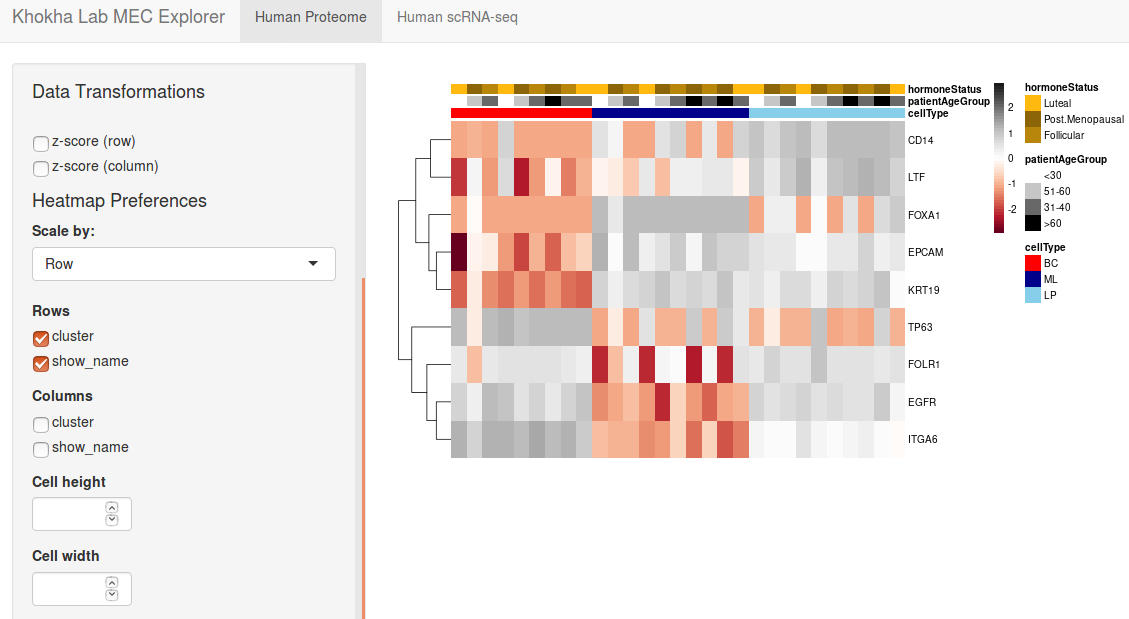 Khokha Lab MEC Explorer
Human Proteome
Human scRNA-seq
Data Transformations
z-score (row)
z-score (column)
Heatmap Preferences
Scale by:
Row
Rows
cluster
show_name
Columns
cluster
show_name
Cell height
Cell width
hormoneStatus
patientAgeGroup
cellType
CD14
LTF
FOXA1
EPCAM
KRT19
TP63
FOLR1
EGFR
ITGA6
2
1
0
-1
-2
hormoneStatus
Luteal
Post.Menopausal
Follicular
patientAgeGroup
<30
51-60
31-40
>60
cellType
BC
ML
LP